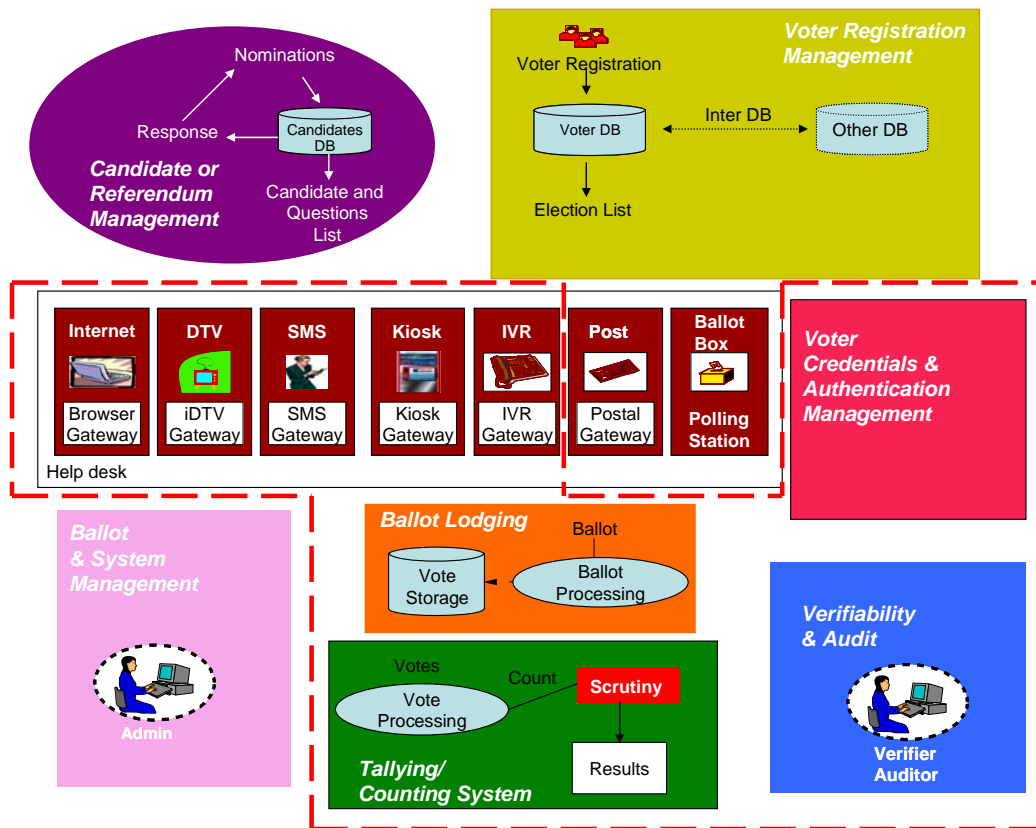 Nominations
Response
Candidates
DB
Candidate or
Referendum
Management
Candidate and
Questions
List
Voter Registration
Management
Voter Registration
Voter DB
Inter DB
Other DB
Election List
Internet
Browser
Gateway
DTV
iDTV
Gateway
SMS
SMS
Gateway
Kiosk
Kiosk
Gateway
IVR
IVR
Gateway
Post
Postal
Gateway
Ballot
Box
Polling
Station
Help desk
Voter
Credentials &
Authentication
Management
Ballot
& System
Management
Admin
Ballot Lodging
Ballot
Vote
Storage
Ballot
Processing
Votes
Vote
Processing
Count
Scrutiny
Results
Tallying/
Counting System
Verifiability
& Audit
Verifier
Auditor